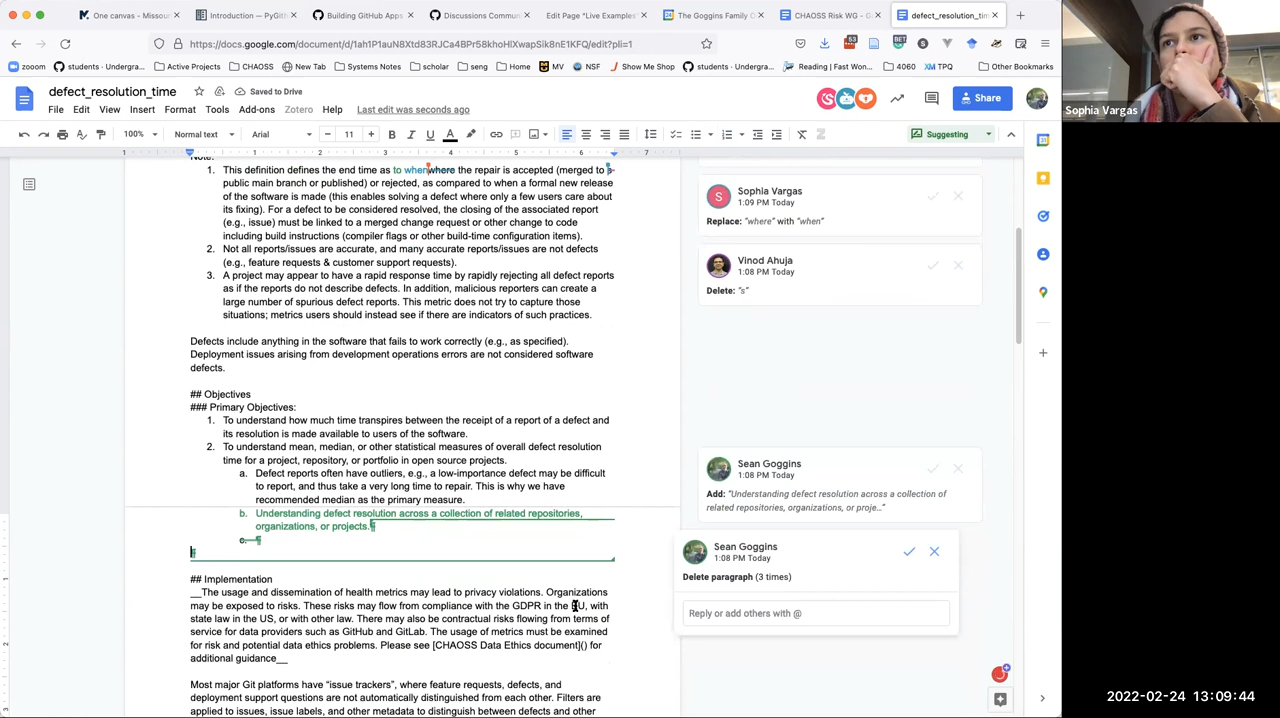 One canvas – Missouri
Introduction — PyGith
Building GitHub Apps
Discussions Commun
Edit Page "Live Examples"
The Goggins Family O
CHAOSS Risk WG - G
defect_resolution_tim
https://docs.google.com/document/d/1ah1P1auN8Xtd83RJCa4BPr58khoHlXwapSik8nE1KFQ/edit?pli=1
53
BET
zooom
students - Undergra...
Active Projects
CHAOSS
New Tab
Systems Notes
scholar
seng
Home
MV
NSF
Show Me Shopping
students - Undergra...
Reading | Fast Won...
4060
XM TPQ
Other Bookmarks
defect_resolution_time
Saved to Drive
File Edit View Insert Format Tools Add-ons Zotero Help Last edit was seconds ago
Share
100% Normal text Arial 11 B I U A Suggesting
1 1 2 3 4 5 6 7
Note:
1. This definition defines the end time as to whenwhere the repair is accepted (merged to s
public main branch or published) or rejected, as compared to when a formal new release
of the software is made (this enables solving a defect where only a few users care about
its fixing). For a defect to be considered resolved, the closing of the associated report
(e.g., issue) must be linked to a merged change request or other change to code
including build instructions (compiler flags or other build-time configuration items).
2. Not all reports/issues are accurate, and many accurate reports/issues are not defects
(e.g., feature requests & customer support requests).
3. A project may appear to have a rapid response time by rapidly rejecting all defect reports
as if the reports do not describe defects. In addition, malicious reporters can create a
large number of spurious defect reports. This metric does not try to capture those
situations; metrics users should instead see if there are indicators of such practices.
Defects include anything in the software that fails to work correctly (e.g., as specified).
Deployment issues arising from development operations errors are not considered software
defects.
## Objectives
### Primary Objectives:
1. To understand how much time transpires between the receipt of a report of a defect and
its resolution is made available to users of the software.
2. To understand mean, median, or other statistical measures of overall defect resolution
time for a project, repository, or portfolio in open source projects.
a. Defect reports often have outliers, e.g., a low-importance defect may be difficult
to report, and thus take a very long time to repair. This is why we have
recommended median as the primary measure.
b. Understanding defect resolution across a collection of related repositories,
organizations, or projects.¶
c. ¶
¶
## Implementation
__The usage and dissemination of health metrics may lead to privacy violations. Organizations
may be exposed to risks. These risks may flow from compliance with the GDPR in the EU, with
state law in the US, or with other law. There may also be contractual risks flowing from terms of
service for data providers such as GitHub and GitLab. The usage of metrics must be examined
for risk and potential data ethics problems. Please see [CHAOSS Data Ethics document]() for
additional guidance__
Most major Git platforms have "issue trackers", where feature requests, defects, and
deployment support questions are not automatically distinguished from each other. Filters are
applied to issues, issue labels, and other metadata to distinguish between defects and other
S
Sophia Vargas
1:09 PM Today
Replace: "where" with "when"
Vinod Ahuja
1:08 PM Today
Delete: "s"
Sean Goggins
1:08 PM Today
Add: "Understanding defect resolution across a collection of
related repositories, organizations, or proje..."
Sean Goggins
1:08 PM Today
Delete paragraph (3 times)
Reply or add others with @
Sophia Vargas
2022-02-24 13:09:44